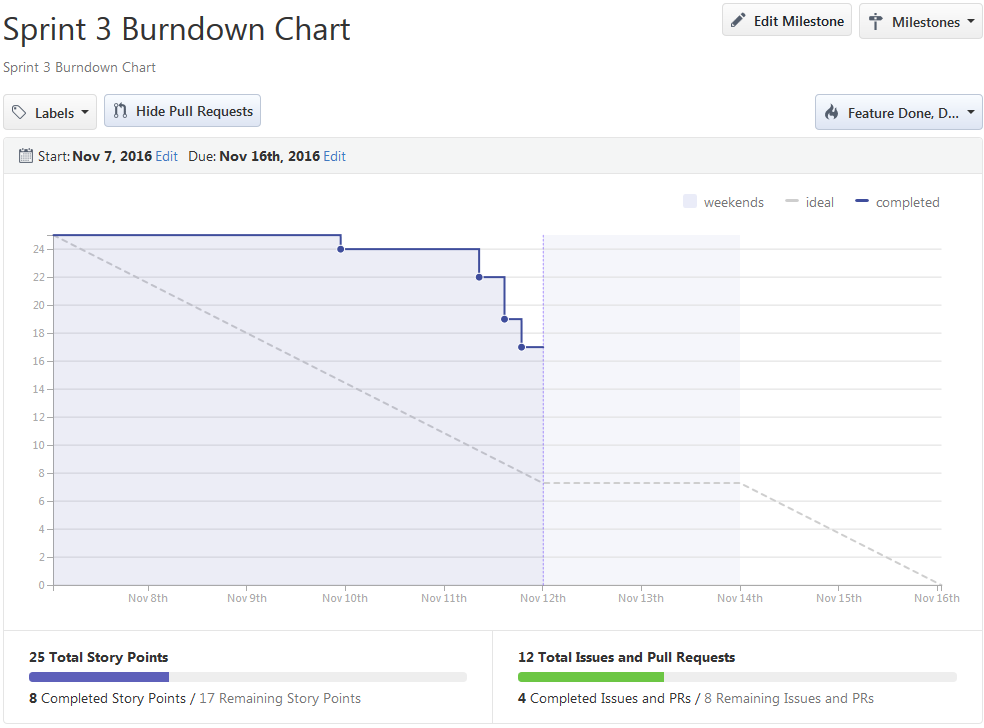 Sprint 3 Burndown Chart
Edit Milestone
Milestones
Sprint 3 Burndown Chart
Labels
Hide Pull Requests
Feature Done, D...
Start: Nov 7, 2016 Edit Due: Nov 16th, 2016 Edit
weekends ideal completed
24
22
20
18
16
14
12
10
8
6
4
2
0
Nov 8th Nov 9th Nov 10th Nov 11th Nov 12th Nov 13th Nov 14th Nov 15th Nov 16th
25 Total Story Points
8 Completed Story Points / 17 Remaining Story Points
12 Total Issues and Pull Requests
4 Completed Issues and PRs / 8 Remaining Issues and PRs